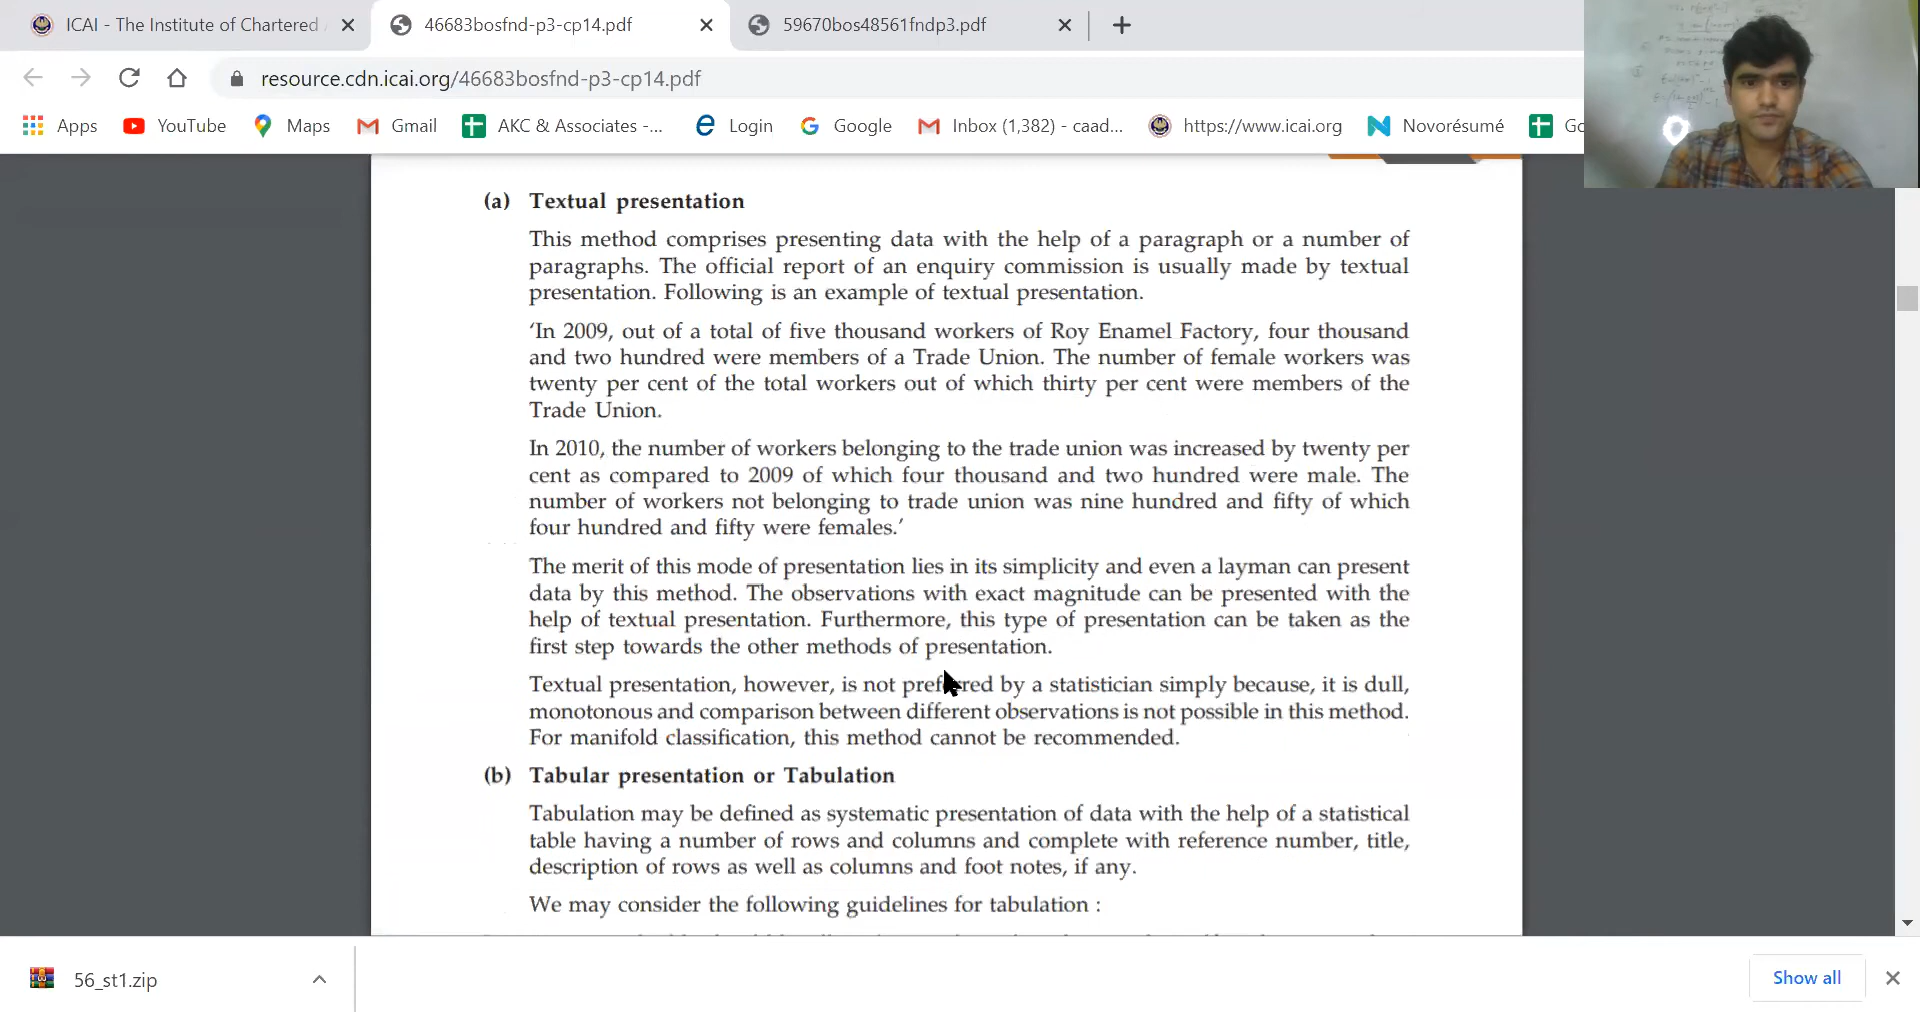 ICAI - The Institute of Chartered
46683bosfnd-p3-cp14.pdf
59670bos48561fndp3.pdf
resource.cdn.icai.org/46683bosfnd-p3-cp14.pdf
Apps YouTube Maps Gmail AKC & Associates -... Login Google Inbox (1,382) - caad... https://www.icai.org Novorésumé
(a) Textual presentation
This method comprises presenting data with the help of a paragraph or a number of
paragraphs. The official report of an enquiry commission is usually made by textual
presentation. Following is an example of textual presentation.
‘In 2009, out of a total of five thousand workers of Roy Enamel Factory, four thousand
and two hundred were members of a Trade Union. The number of female workers was
twenty per cent of the total workers out of which thirty per cent were members of the
Trade Union.
In 2010, the number of workers belonging to the trade union was increased by twenty per
cent as compared to 2009 of which four thousand and two hundred were male. The
number of workers not belonging to trade union was nine hundred and fifty of which
four hundred and fifty were females.’
The merit of this mode of presentation lies in its simplicity and even a layman can present
data by this method. The observations with exact magnitude can be presented with the
help of textual presentation. Furthermore, this type of presentation can be taken as the
first step towards the other methods of presentation.
Textual presentation, however, is not preferred by a statistician simply because, it is dull,
monotonous and comparison between different observations is not possible in this method.
For manifold classification, this method cannot be recommended.
(b) Tabular presentation or Tabulation
Tabulation may be defined as systematic presentation of data with the help of a statistical
table having a number of rows and columns and complete with reference number, title,
description of rows as well as columns and foot notes, if any.
We may consider the following guidelines for tabulation :
56_st1.zip
Show all